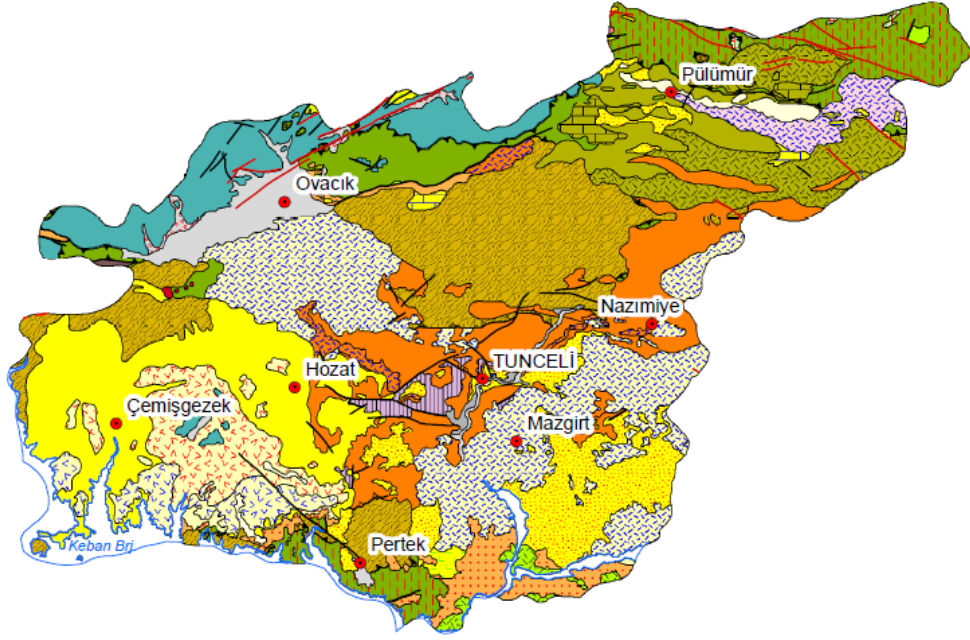 Pülümür
Ovacık
Nazımiye
TUNCELİ
Hozat
Çemişgezek
Mazgirt
Pertek
Keban Brj